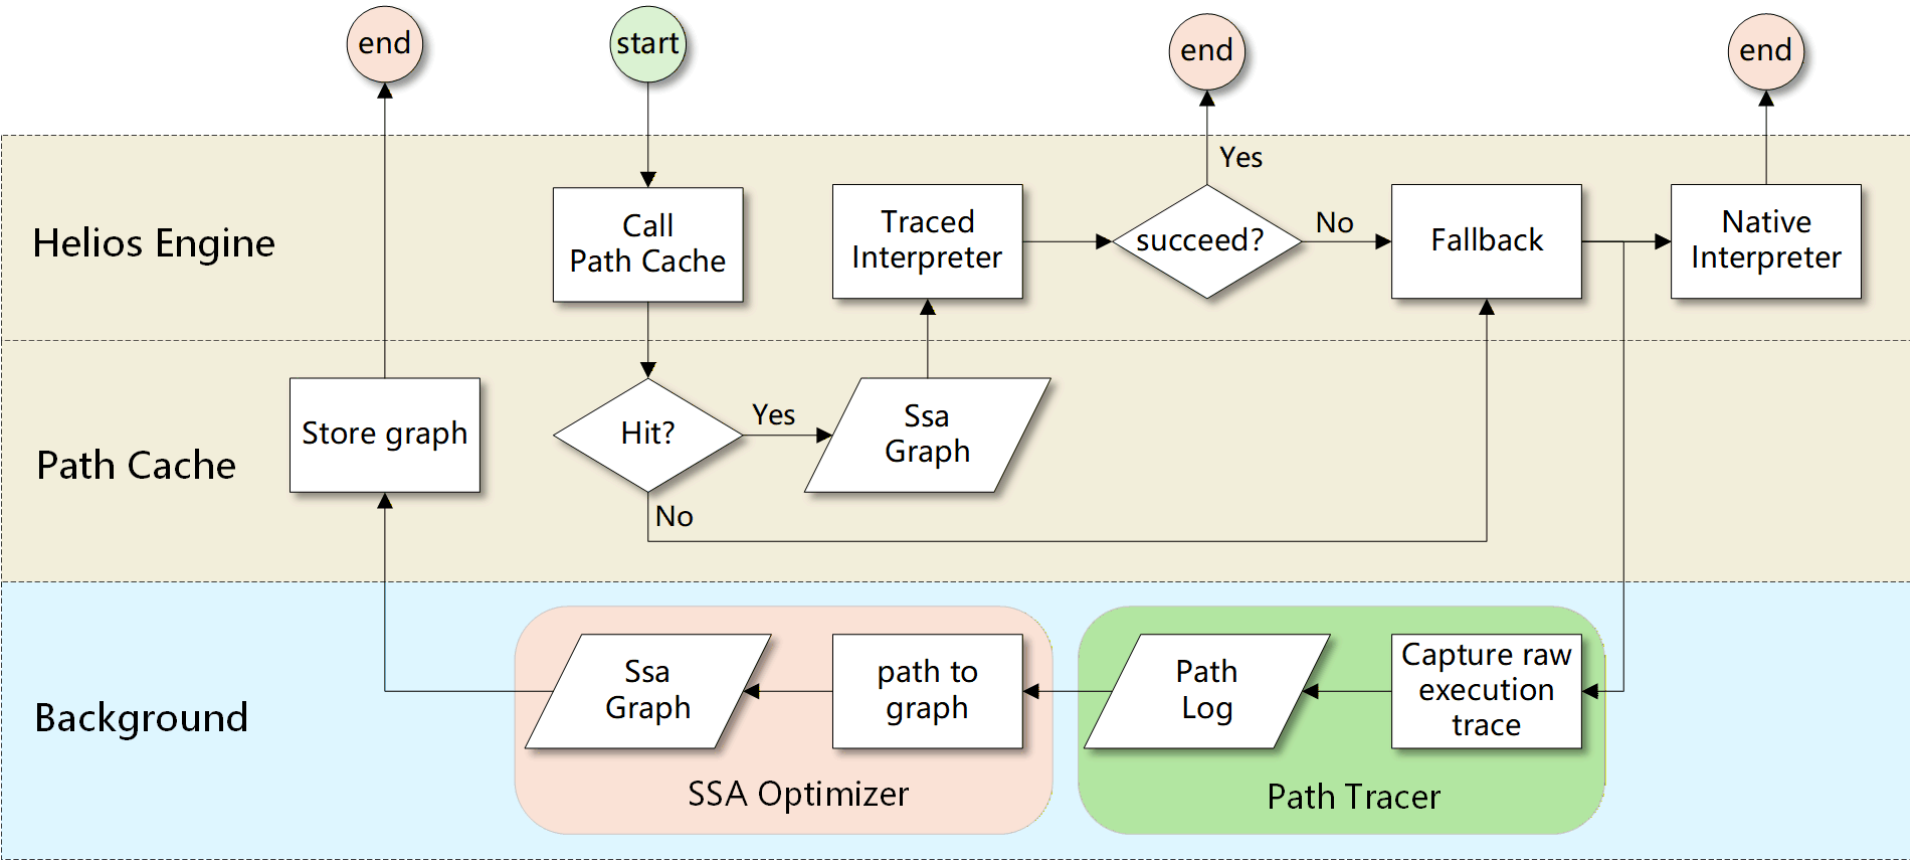 end
start
end
end
Helios Engine
Call
Path Cache
Traced
Interpreter
succeed?
Yes
No
Fallback
Native
Interpreter
Path Cache
Store graph
Hit?
Yes
No
Ssa
Graph
Background
Ssa
Graph
path to
graph
SSA Optimizer
Path
Log
Capture raw
execution
trace
Path Tracer